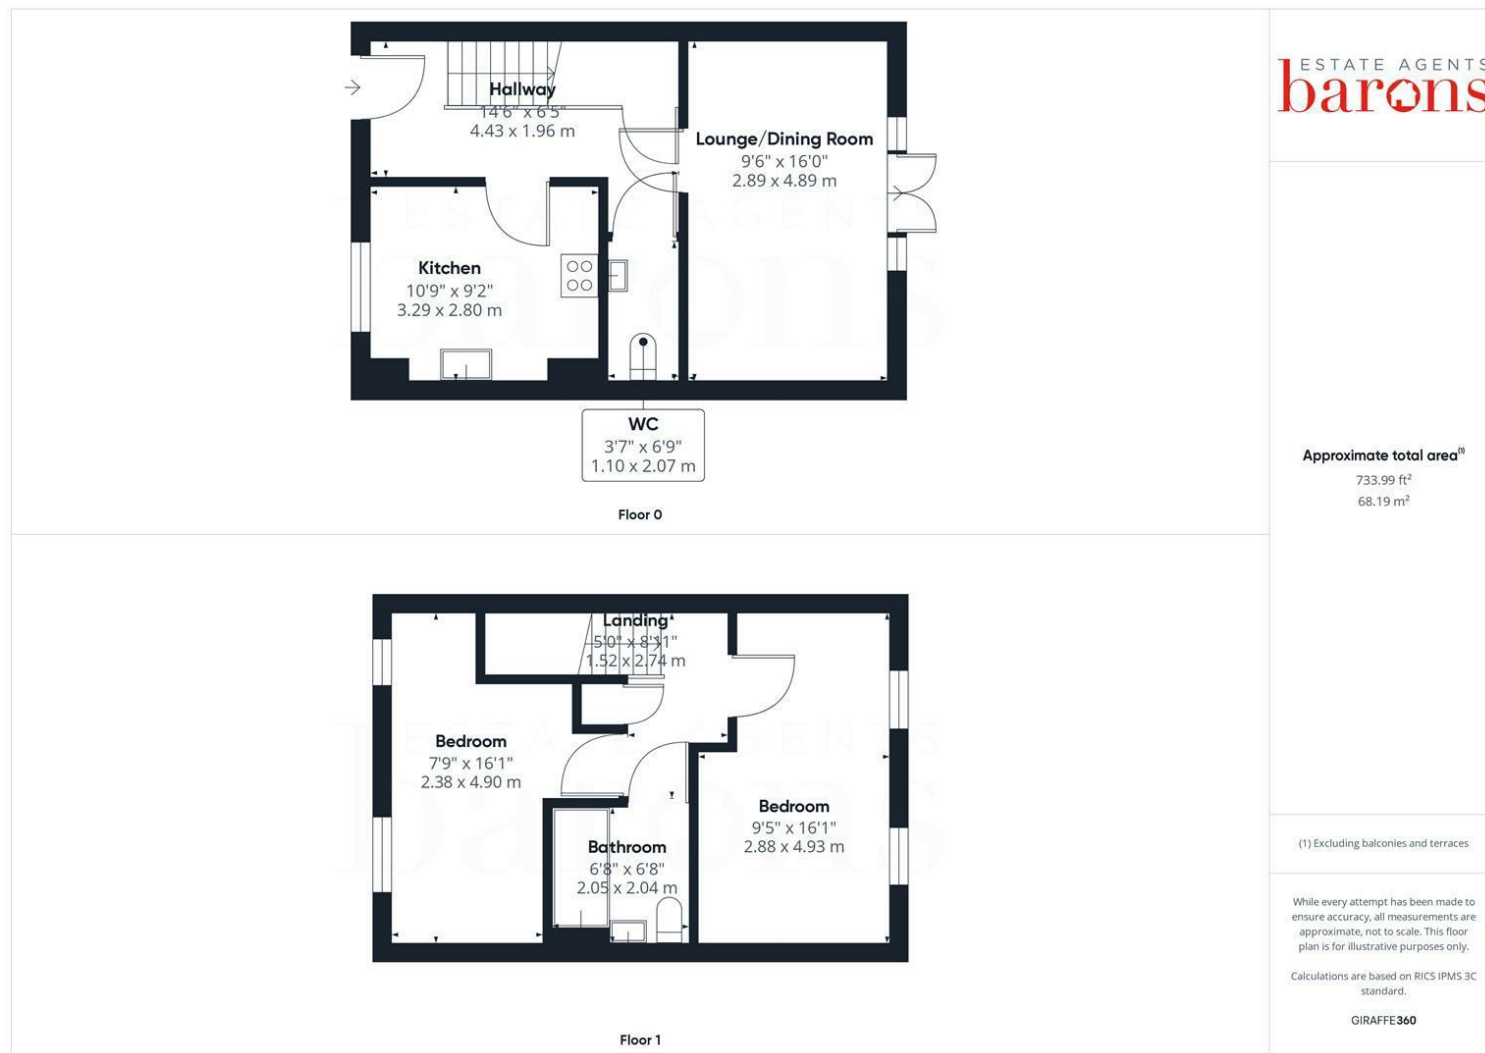 Hallway
14'6" x 6'5"
4.43 x 1.96 m
Lounge/Dining Room
9'6" x 16'0"
2.89 x 4.89 m
Kitchen
10'9" x 9'2"
3.29 x 2.80 m
WC
3'7" x 6'9"
1.10 x 2.07 m
Floor 0
Landing
5'0" x 8'11"
1.52 x 2.74 m
Bedroom
7'9" x 16'1"
2.38 x 4.90 m
Bedroom
9'5" x 16'1"
2.88 x 4.93 m
Bathroom
6'8" x 6'8"
2.05 x 2.04 m
Floor 1
ESTATE AGENTS
barons
ESTATE AGENTS
barons
ESTATE AGENTS
barons
Approximate total area(1)
733.99 ft²
68.19 m²
(1) Excluding balconies and terraces
While every attempt has been made to
ensure accuracy, all measurements are
approximate, not to scale. This floor
plan is for illustrative purposes only.
Calculations are based on RICS IPMS 3C
standard.
GIRAFFE360